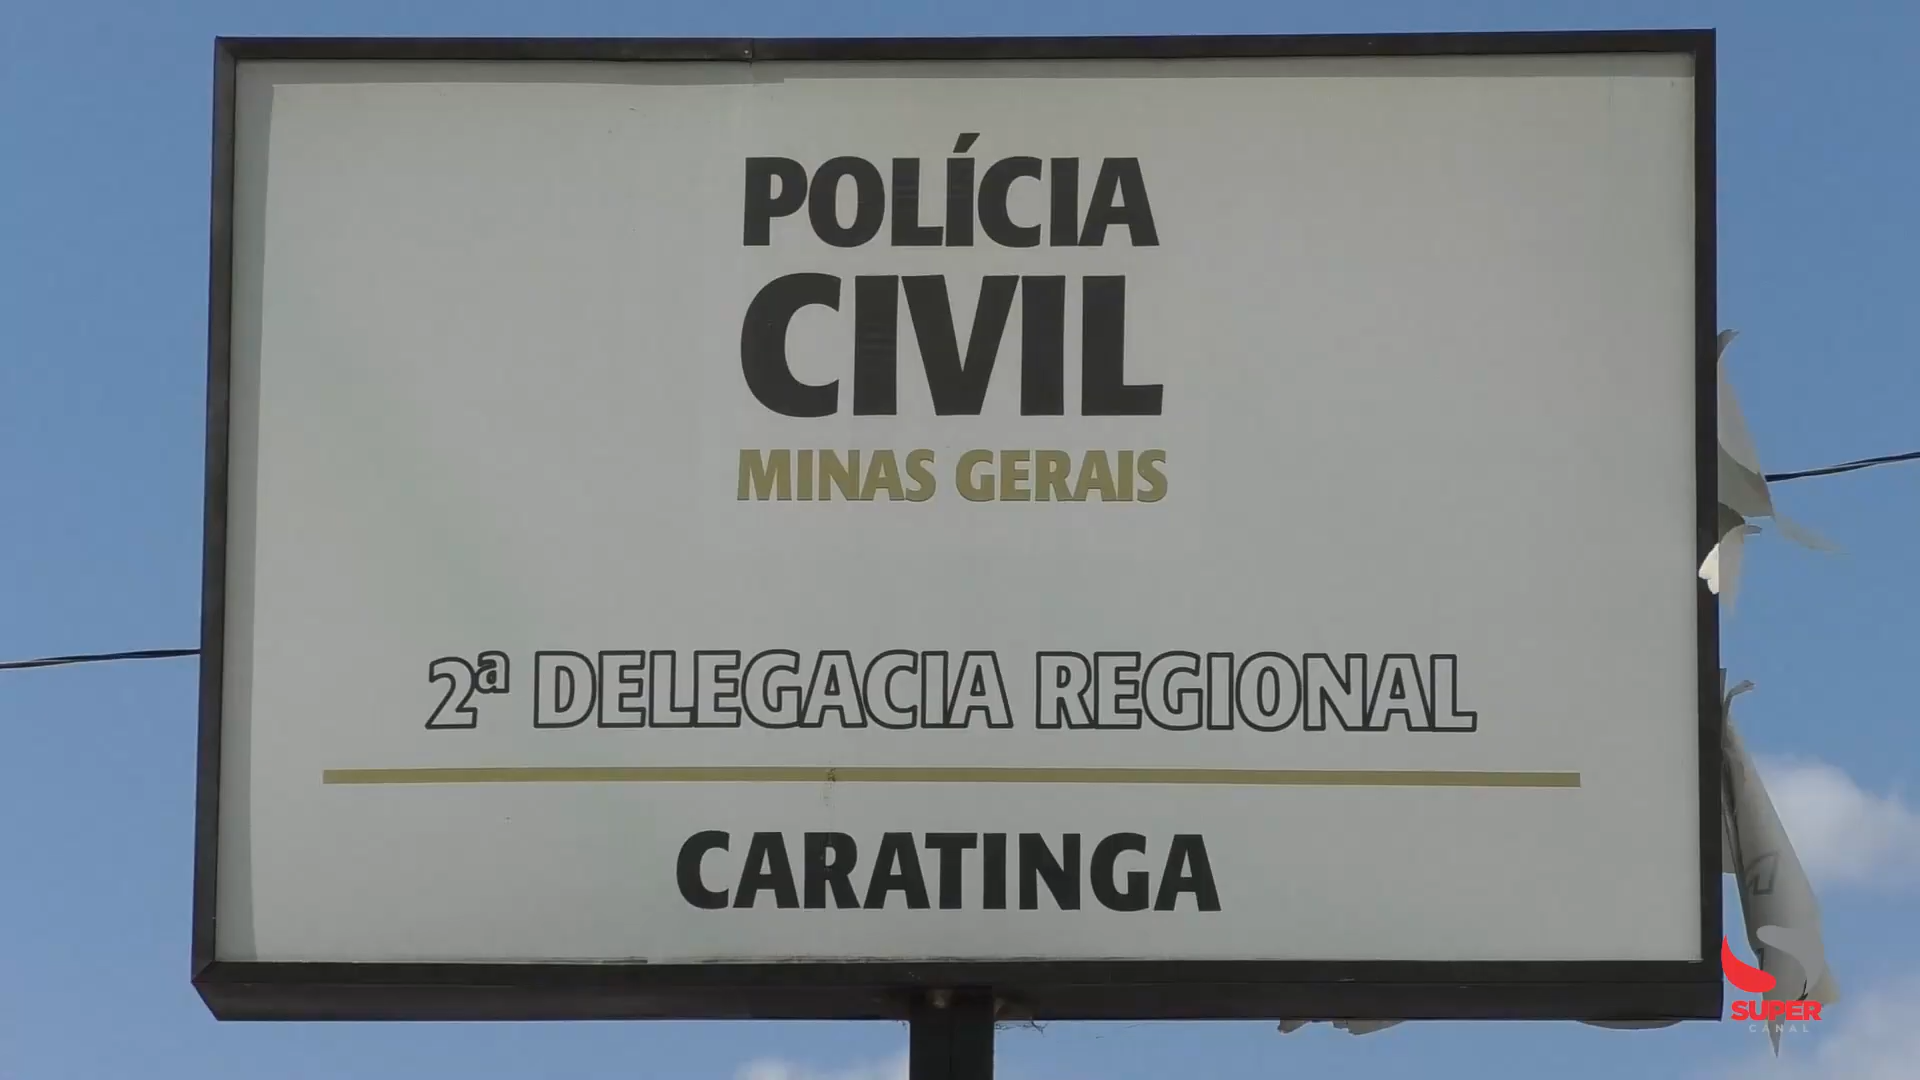 POLÍCIA
CIVIL
MINAS GERAIS
2ª DELEGACIA REGIONAL
CARATINGA
SUPER
CANAL